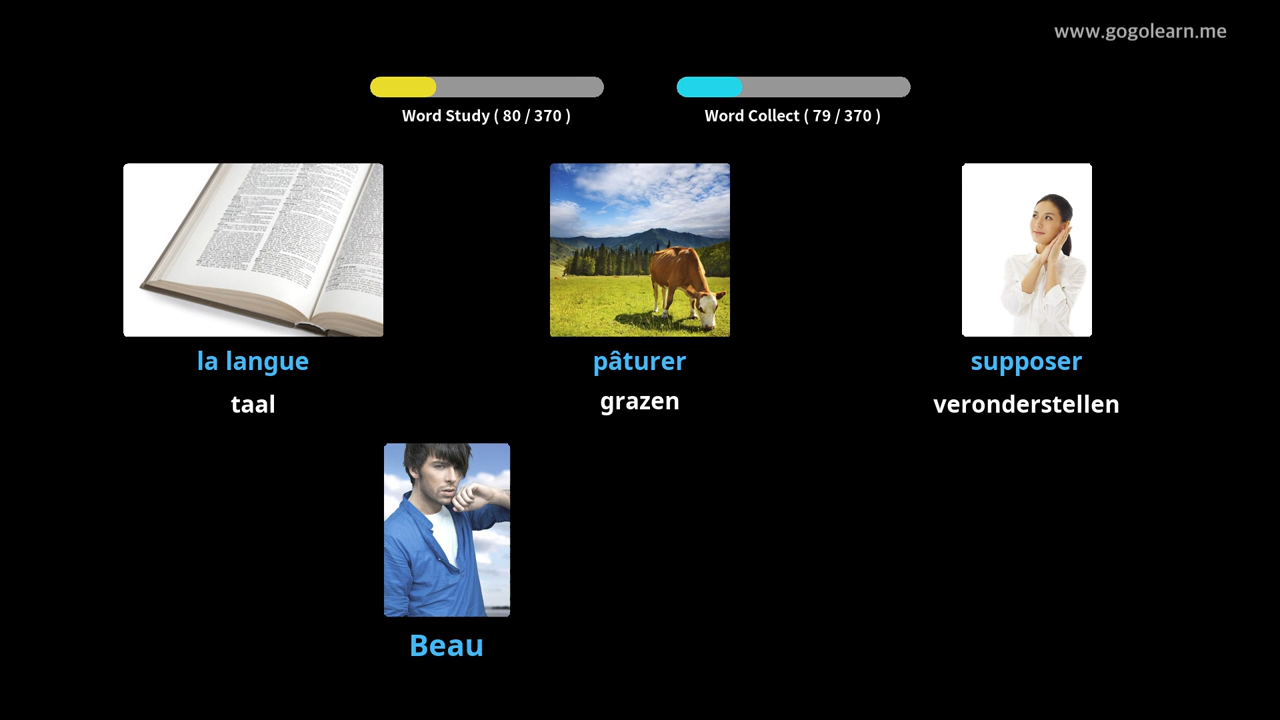 www.gogolearn.me
Word Study ( 80 / 370 )
Word Collect ( 79 / 370 )
la langue
pâturer
supposer
taal
grazen
veronderstellen
Beau